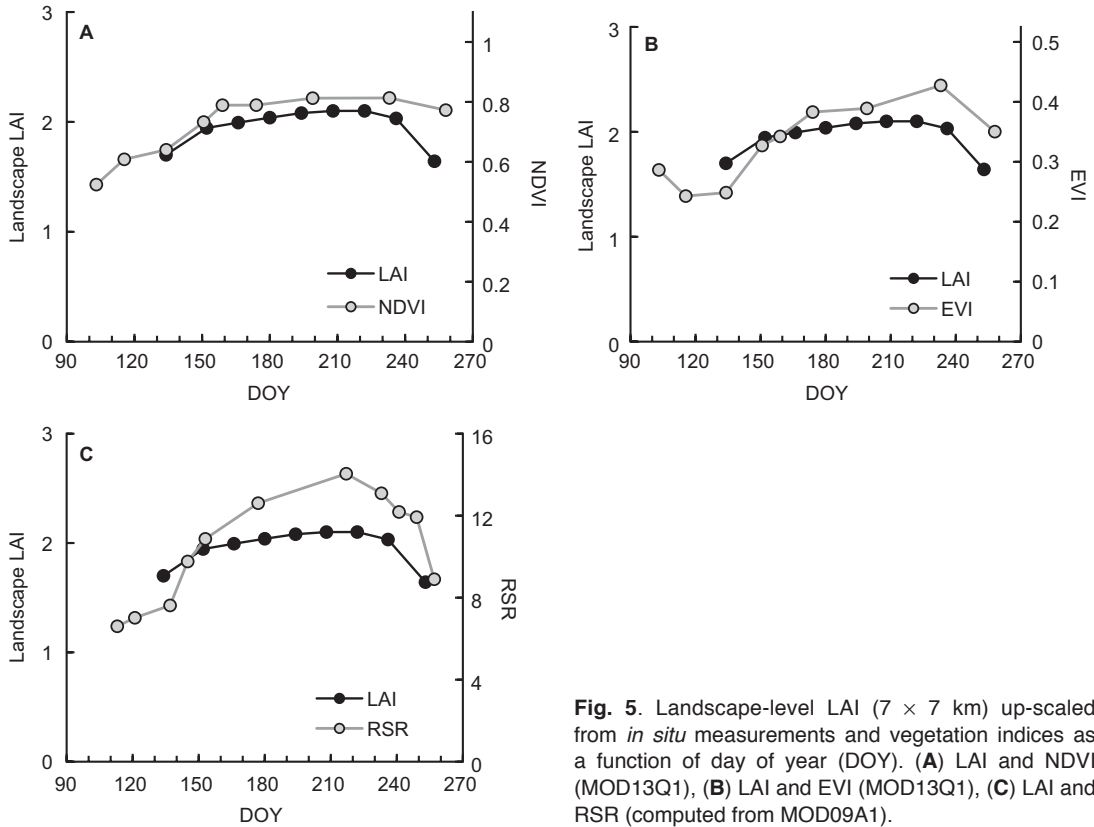 A
3
2
1
0
Landscape LAI
1
0.8
0.6
0.4
0.2
0
NDVI
LAI
NDVI
90 120 150 180 210 240 270
DOY
B
3
2
1
0
Landscape LAI
0.5
0.4
0.3
0.2
0.1
0
EVI
LAI
EVI
90 120 150 180 210 240 270
DOY
C
3
2
1
0
Landscape LAI
16
12
8
4
0
RSR
LAI
RSR
90 120 150 180 210 240 270
DOY
Fig. 5. Landscape-level LAI (7 × 7 km) up-scaled
from in situ measurements and vegetation indices as
a function of day of year (DOY). (A) LAI and NDVI
(MOD13Q1), (B) LAI and EVI (MOD13Q1), (C) LAI and
RSR (computed from MOD09A1).